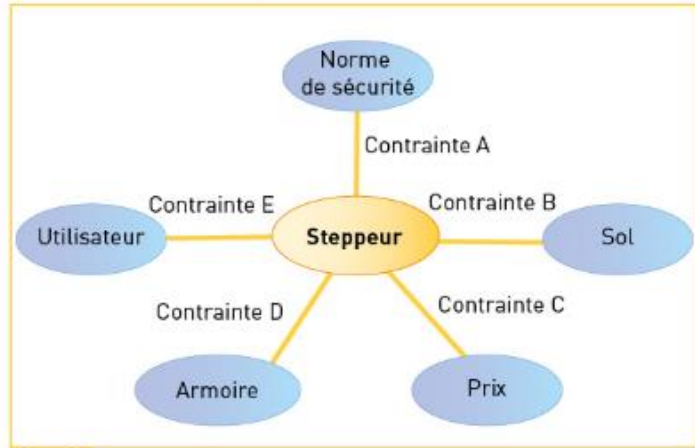 Norme
de sécurité
Contrainte A
Contrainte E
Contrainte B
Utilisateur
Steppeur
Sol
Contrainte D
Contrainte C
Armoire
Prix